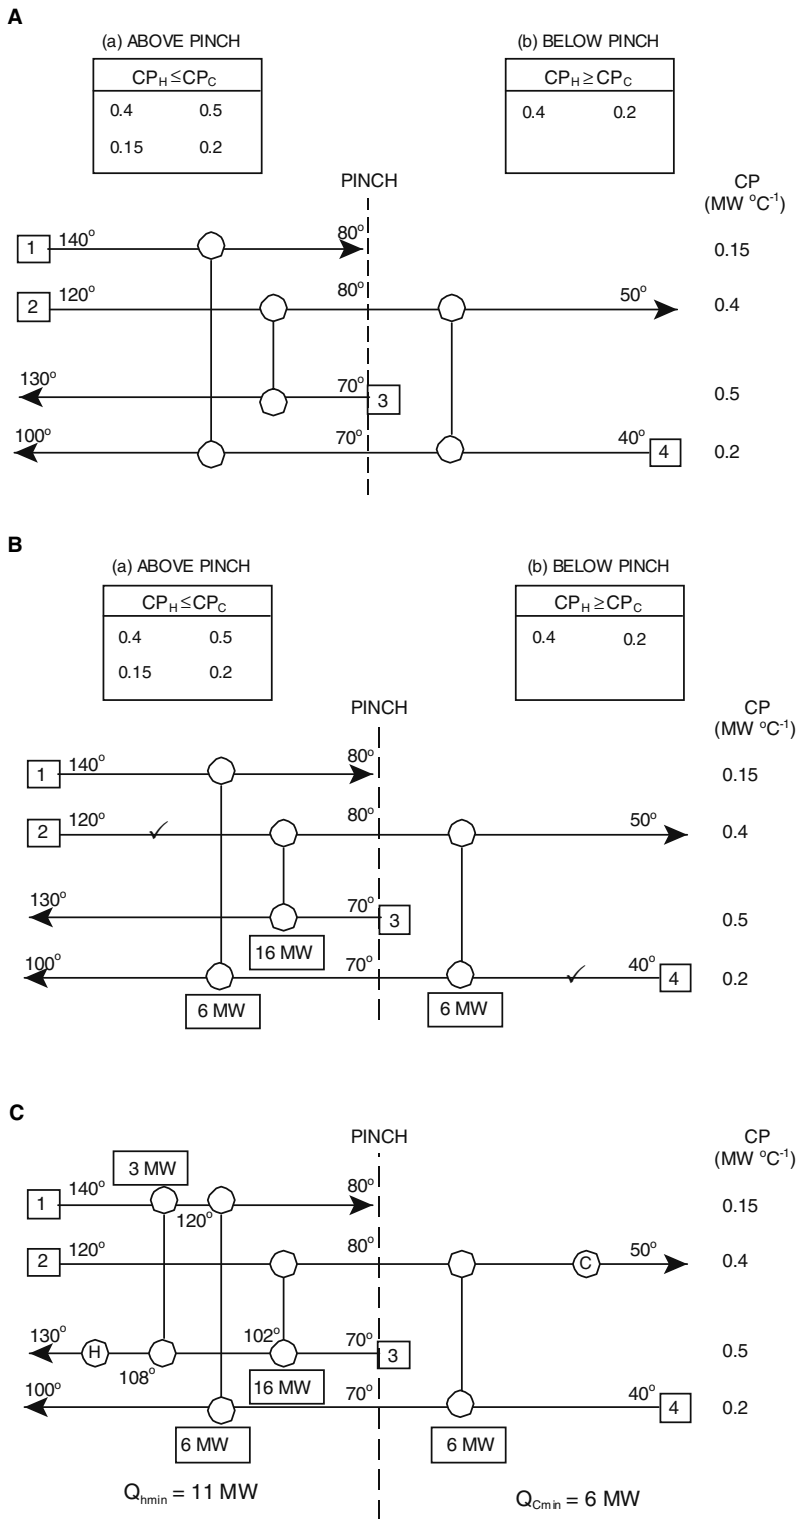 A
(a) ABOVE PINCH
(b) BELOW PINCH
CP_H ≤ CP_C
CP_H ≥ CP_C
0.4 0.5
0.4 0.2
0.15 0.2
PINCH
CP
(MW °C⁻¹)
1 140° 80° 0.15
2 120° 80° 50° 0.4
130° 70° 3 0.5
100° 70° 40° 4 0.2
B
(a) ABOVE PINCH
(b) BELOW PINCH
CP_H ≤ CP_C
CP_H ≥ CP_C
0.4 0.5
0.4 0.2
0.15 0.2
PINCH
CP
(MW °C⁻¹)
1 140° 80° 0.15
2 120° 80° 50° 0.4
130° 70° 3 0.5
16 MW
100° 70° 40° 4 0.2
6 MW 6 MW
C
PINCH
CP
(MW °C⁻¹)
3 MW
1 140° 120° 80° 0.15
2 120° 80° C 50° 0.4
130° H 108° 102° 70° 3 0.5
16 MW
100° 70° 40° 4 0.2
6 MW 6 MW
Q_hmin = 11 MW
Q_Cmin = 6 MW